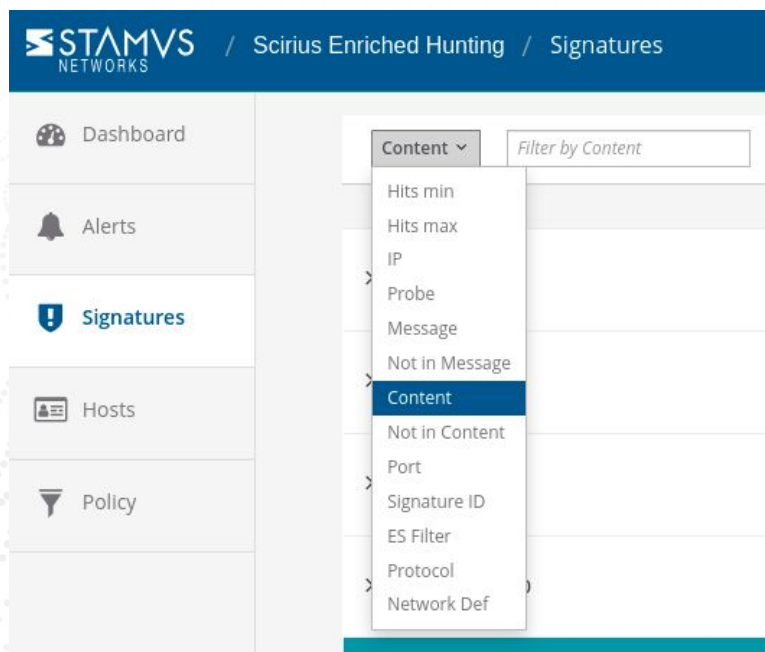 STAMVS
NETWORKS
/ Scirius Enriched Hunting / Signatures
Dashboard
Alerts
Signatures
Hosts
Policy
Content
Filter by Content
Hits min
Hits max
IP
Probe
Message
Not in Message
Content
Not in Content
Port
Signature ID
ES Filter
Protocol
Network Def